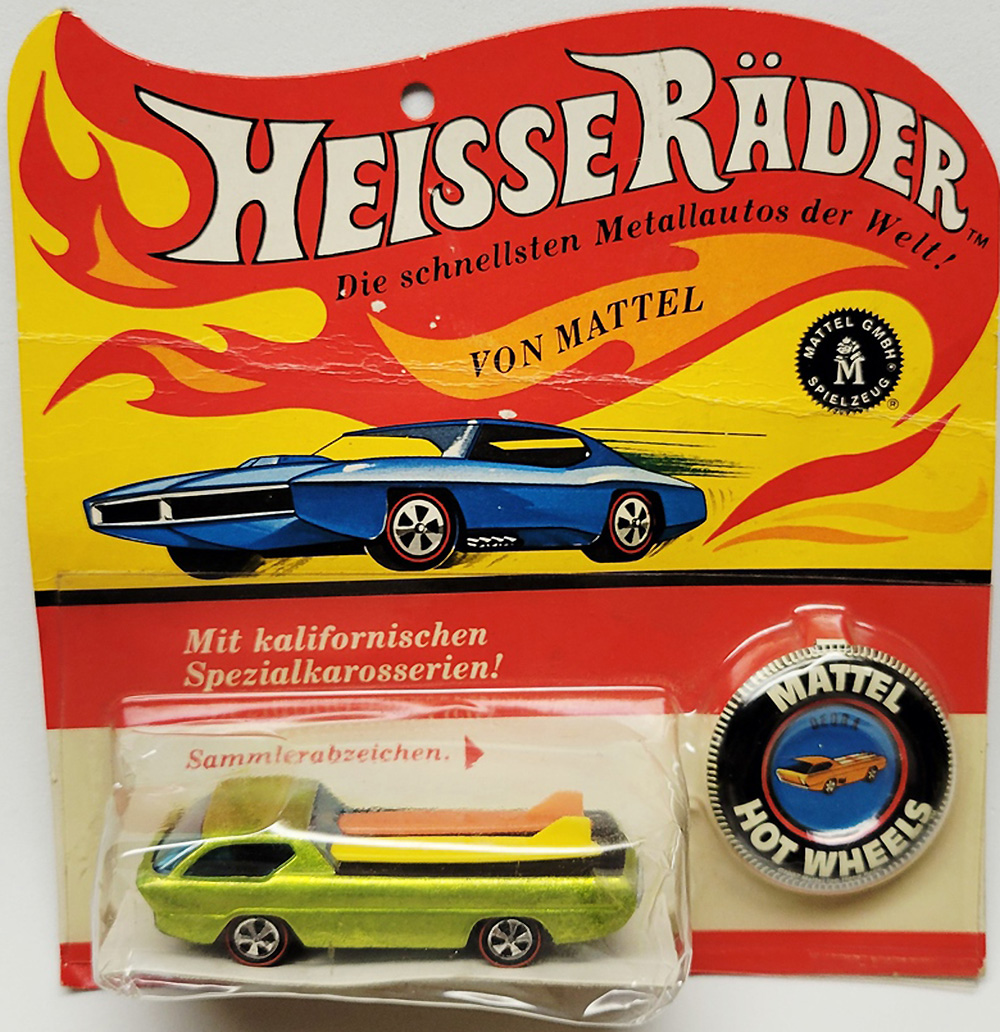 HEISSE RÄDER™
Die schnellsten Metallautos der Welt!
VON MATTEL
MATTEL GMBH
M
SPIELZEUG ®
Mit kalifornischen
Spezialkarosserien!
Sammlerabzeichen.
MATTEL
DEORA
HOT WHEELS